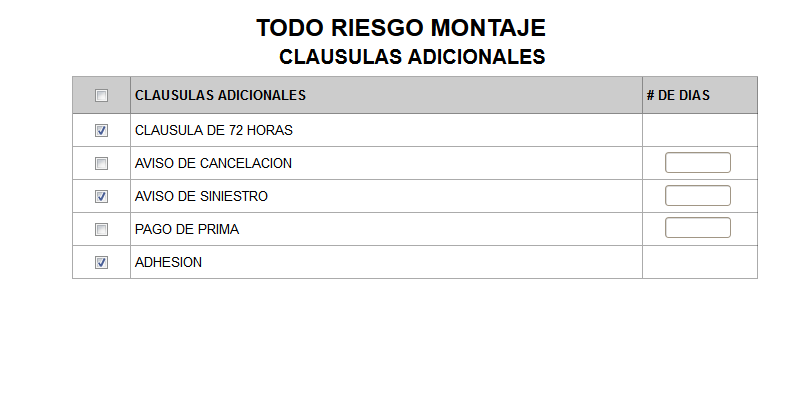 TODO RIESGO MONTAJE
CLAUSULAS ADICIONALES
CLAUSULAS ADICIONALES # DE DIAS
CLAUSULA DE 72 HORAS
AVISO DE CANCELACION
AVISO DE SINIESTRO
PAGO DE PRIMA
ADHESION